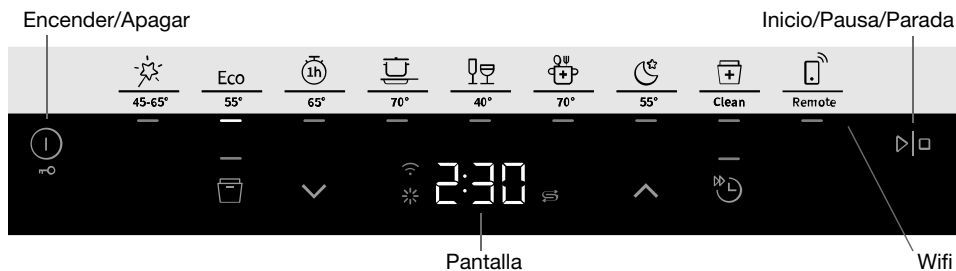 Encender/Apagar Inicio/Pausa/Parada
Eco 1h
45-65° 55° 65° 70° 40° 70° 55° Clean Remote
2:30
Pantalla Wifi